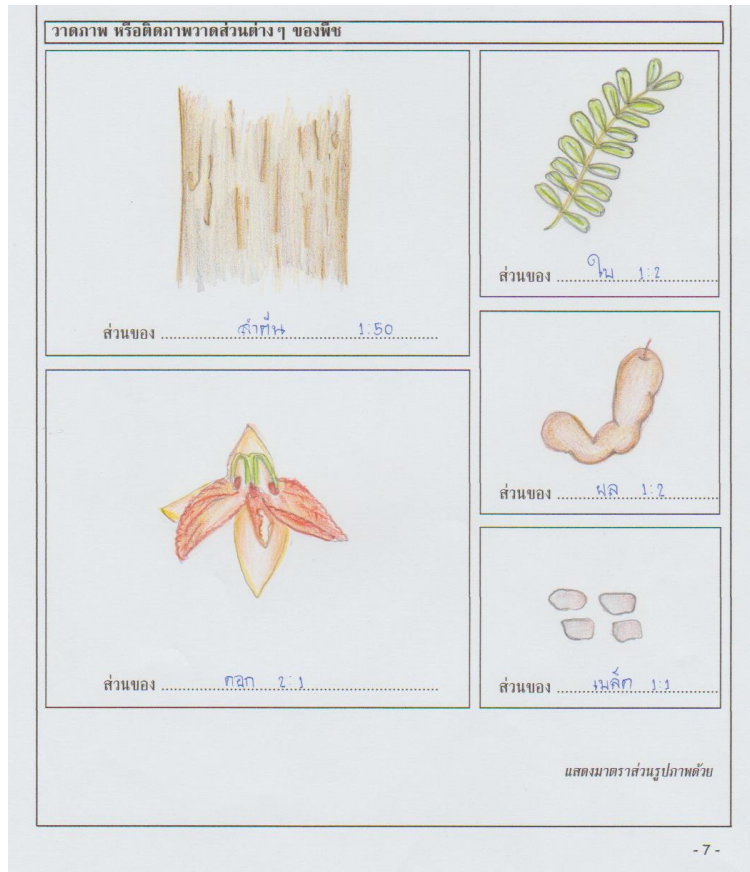 วาดภาพ หรือติดภาพวาดส่วนต่าง ๆ ของพืช
ส่วนของ ลำต้น 1:50
ส่วนของ ใบ 1:2
ส่วนของ ผล 1:2
ส่วนของ ดอก 2:1
ส่วนของ เมล็ด 1:1
แสดงมาตราส่วนรูปภาพด้วย
- 7 -